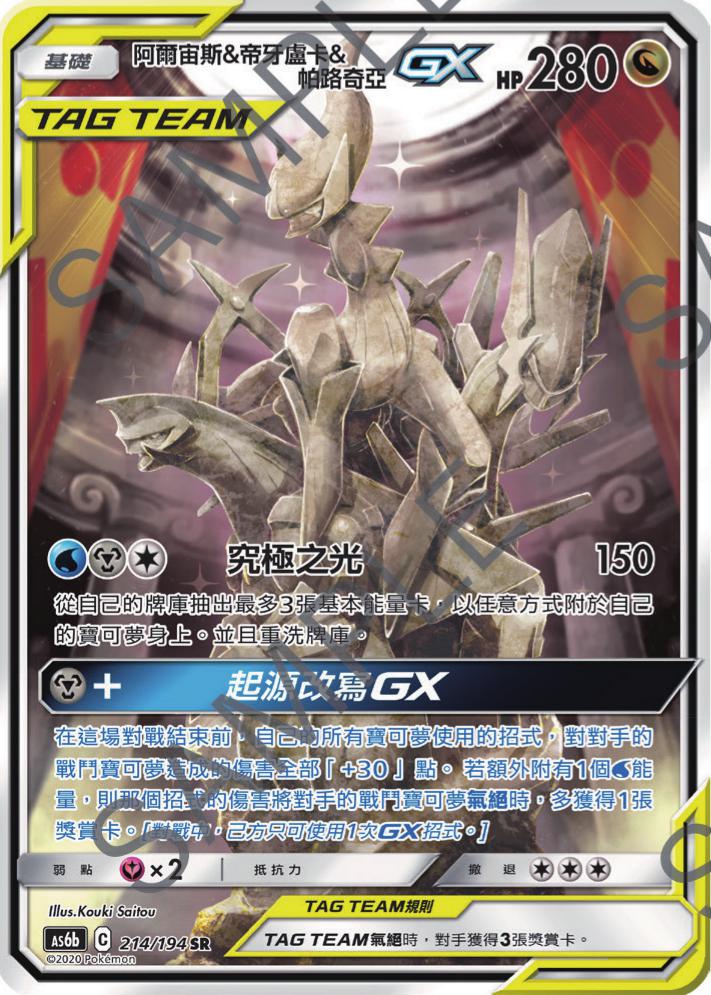 基礎
阿爾宙斯&帝牙盧卡&
帕路奇亞 GX HP 280
TAG TEAM
究極之光 150
從自己的牌庫抽出最多3張基本能量卡，以任意方式附於自己
的寶可夢身上。並且重洗牌庫。
+ 起源改寫GX
在這場對戰結束前，自己的所有寶可夢使用的招式，對對手的
戰鬥寶可夢造成的傷害全部「+30」點。若額外附有1個能
量，則那個招式的傷害將對手的戰鬥寶可夢氣絕時，多獲得1張
獎賞卡。[對戰中，己方只可使用1次GX招式。]
弱點 ×2 抵抗力 撤退
Illus.Kouki Saitou
TAG TEAM規則
AS6b C 214/194 SR
TAG TEAM氣絕時，對手獲得3張獎賞卡。
©2020 Pokémon
SAMPLE
SAMPLE
SAMPLE